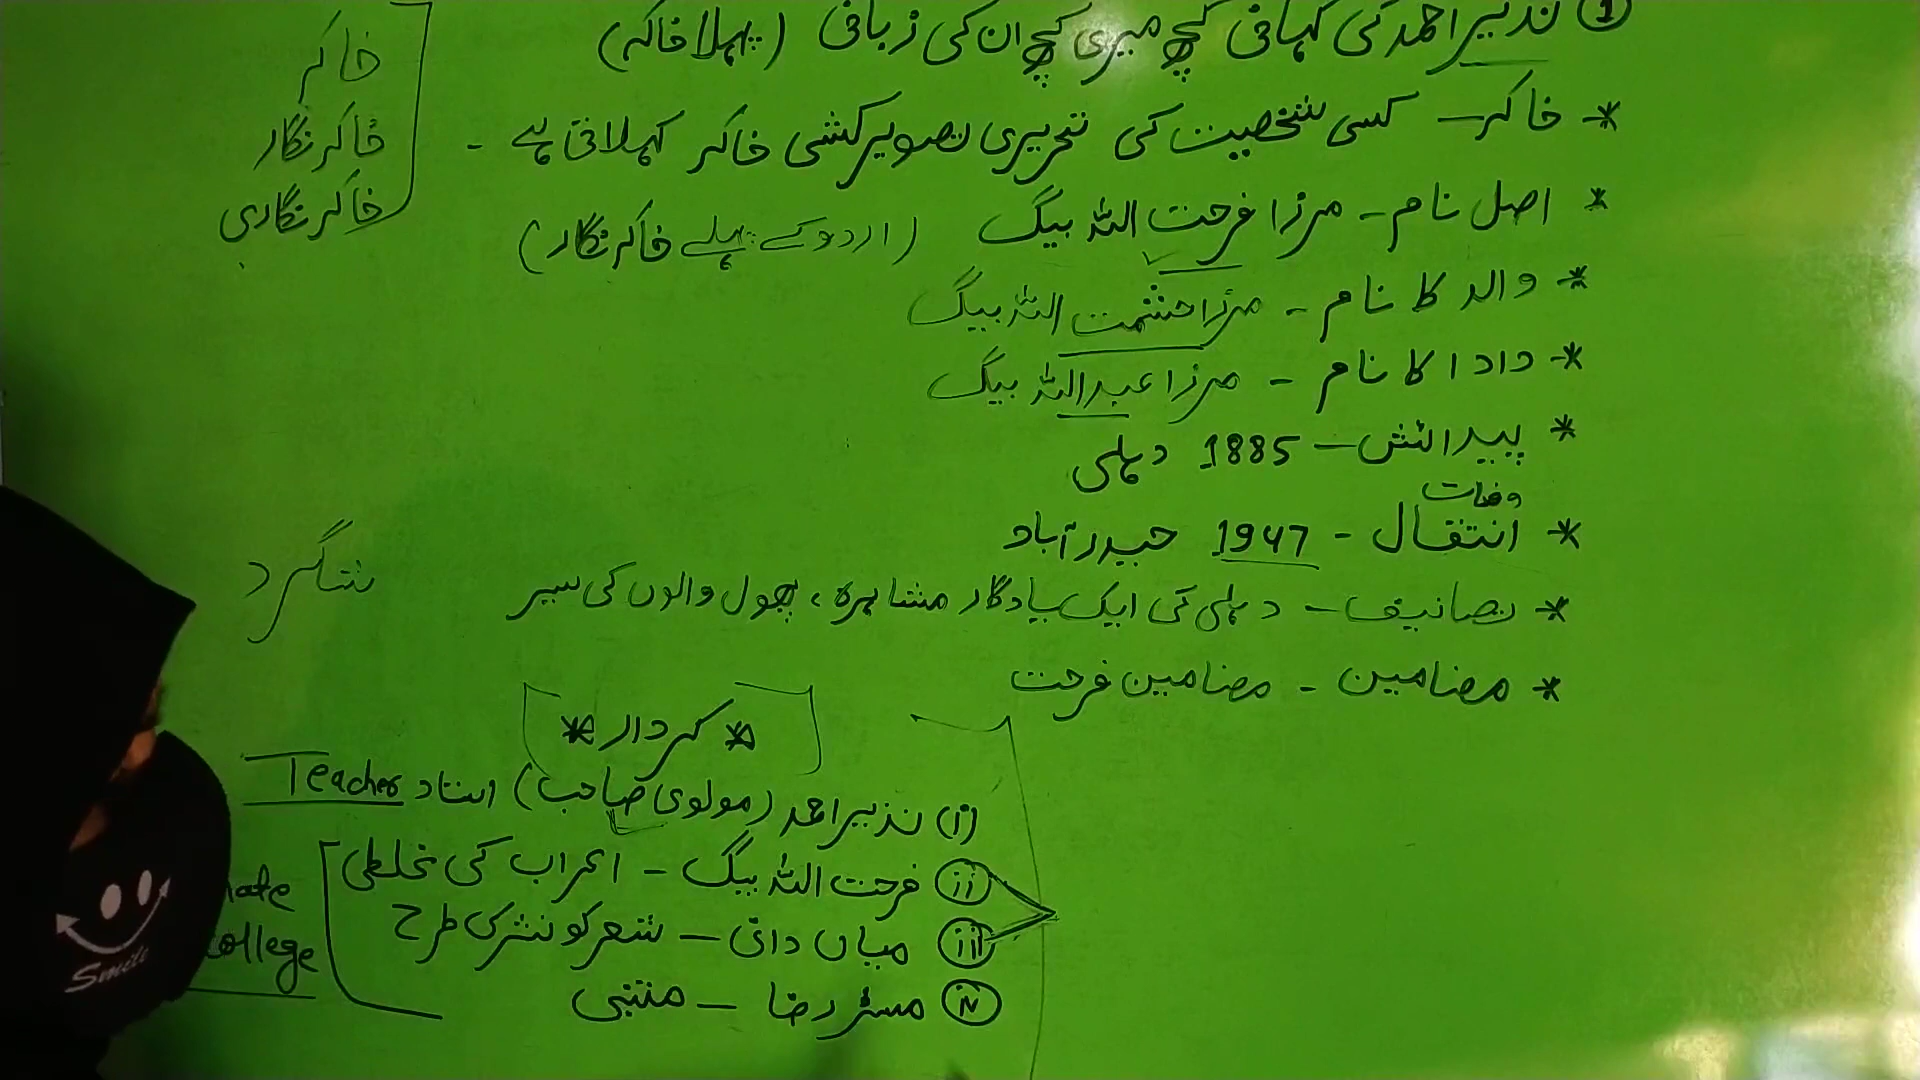 ① نذیر احمد کی کہانی کچھ میری کچھ ان کی زبانی (پہلا خاکہ)
* خاکہ – کسی شخصیت کی تحریری تصویر کشی خاکہ کہلاتی ہے -
* اصل نام – مرزا فرحت اللہ بیگ (اردو کے پہلے خاکہ نگار)
* والد کا نام – مرزا حشمت اللہ بیگ
* دادا کا نام – مرزا عبداللہ بیگ
* پیدائش – 1885 دہلی
وفات
* انتقال – 1947 حیدرآباد
* تصانیف – دہلی کی ایک یادگار مشاہرہ ، پھول والوں کی سیر
* مضامین – مضامین فرحت
خاکہ
خاکہ نگار
خاکہ نگاری
شاگرد
* کردار *
(i) نذیر احمد (مولوی صاحب) استاد Teacher
(ii) فرحت اللہ بیگ – اعراب کی غلطی
(iii) میاں دانی – شعر کو نثر کی طرح
(iv) مسٹر رضا – متنبی
College
Smile